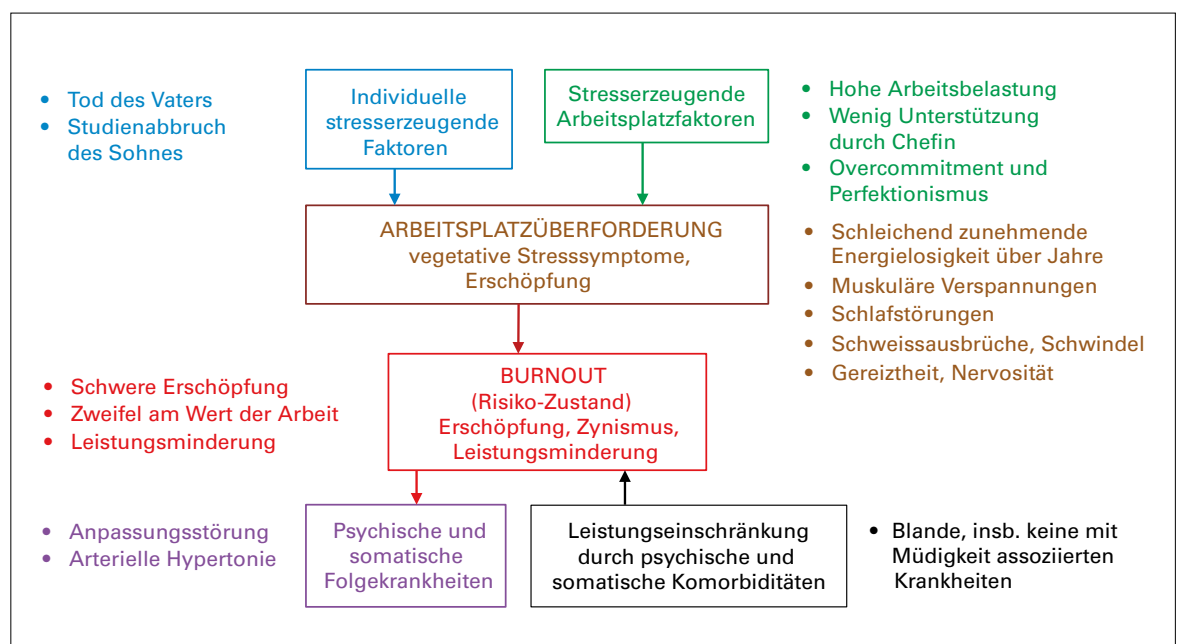 • Tod des Vaters
• Studienabbruch
des Sohnes
Individuelle
stresserzeugende
Faktoren
Stresserzeugende
Arbeitsplatzfaktoren
• Hohe Arbeitsbelastung
• Wenig Unterstützung
durch Chefin
• Overcommitment und
Perfektionismus
ARBEITSPLATZÜBERFORDERUNG
vegetative Stresssymptome,
Erschöpfung
• Schleichend zunehmende
Energielosigkeit über Jahre
• Muskuläre Verspannungen
• Schlafstörungen
• Schweissausbrüche, Schwindel
• Gereiztheit, Nervosität
• Schwere Erschöpfung
• Zweifel am Wert der Arbeit
• Leistungsminderung
BURNOUT
(Risiko-Zustand)
Erschöpfung, Zynismus,
Leistungsminderung
• Anpassungsstörung
• Arterielle Hypertonie
Psychische und
somatische
Folgekrankheiten
Leistungseinschränkung
durch psychische und
somatische Komorbiditäten
• Blande, insb. keine mit
Müdigkeit assoziierten
Krankheiten